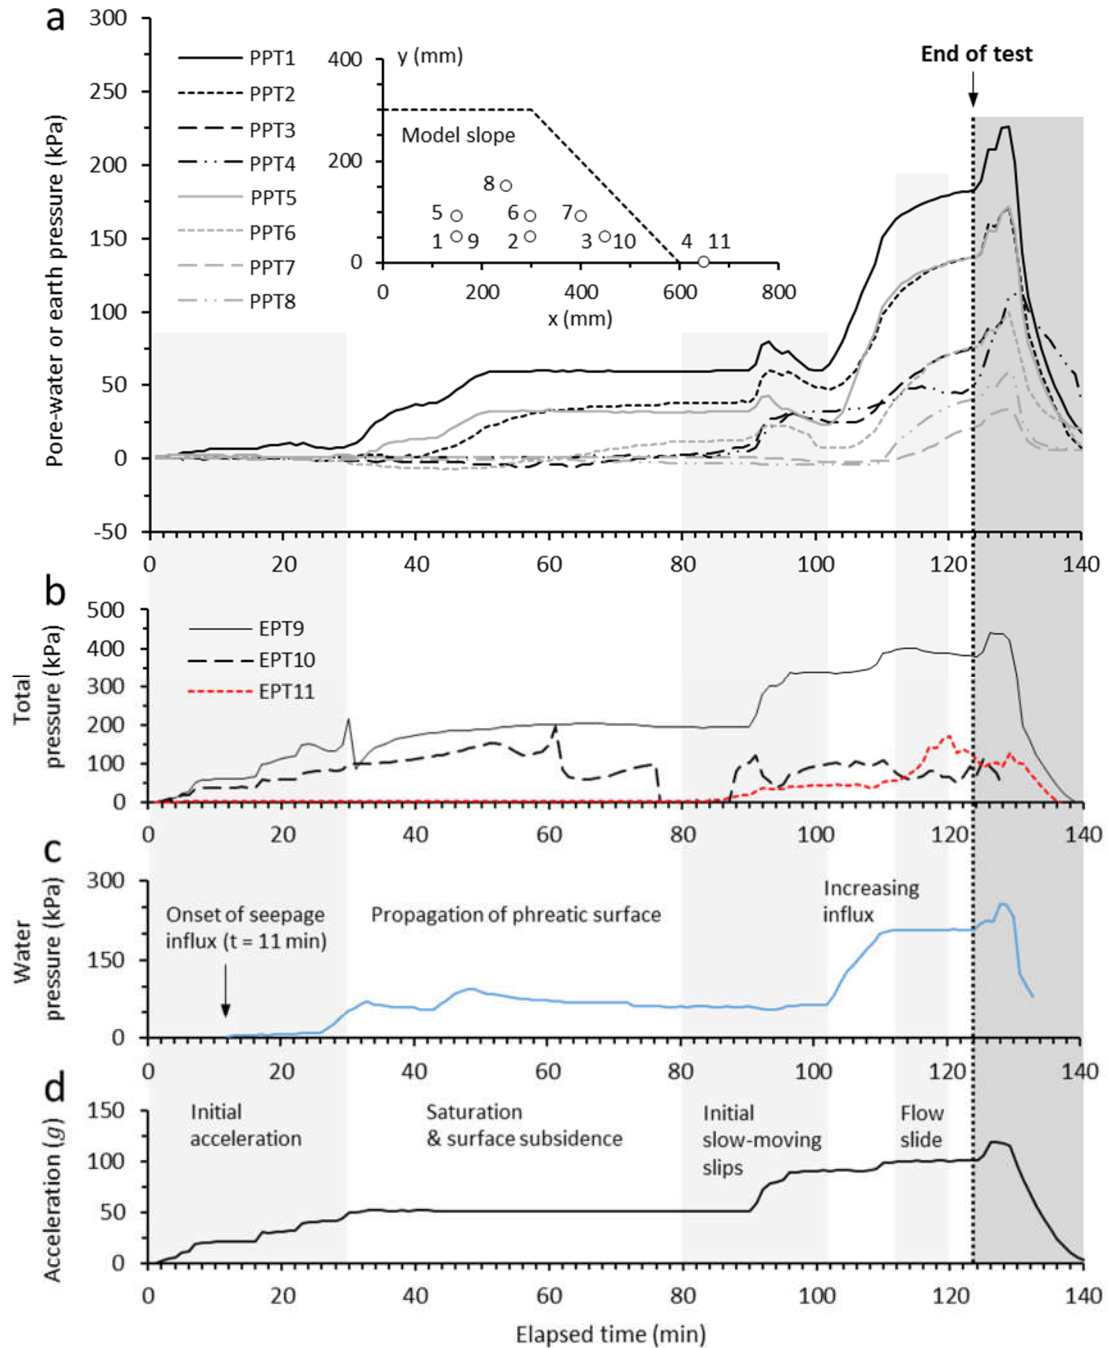 a
300
250
200
150
100
50
0
-50
Pore-water or earth pressure (kPa)
PPT1
PPT2
PPT3
PPT4
PPT5
PPT6
PPT7
PPT8
400
200
0
y (mm)
Model slope
8
5 6 7
1 9 2 3 10 4 11
0 200 400 600 800
x (mm)
End of test
0 20 40 60 80 100 120 140
b
500
400
300
200
100
0
Total
pressure (kPa)
EPT9
EPT10
EPT11
0 20 40 60 80 100 120 140
c
300
150
0
Water
pressure (kPa)
Onset of seepage
influx (t = 11 min)
Propagation of phreatic surface
Increasing
influx
0 20 40 60 80 100 120 140
d
150
100
50
0
Acceleration (g)
Initial
acceleration
Saturation
& surface subsidence
Initial
slow-moving
slips
Flow
slide
0 20 40 60 80 100 120 140
Elapsed time (min)